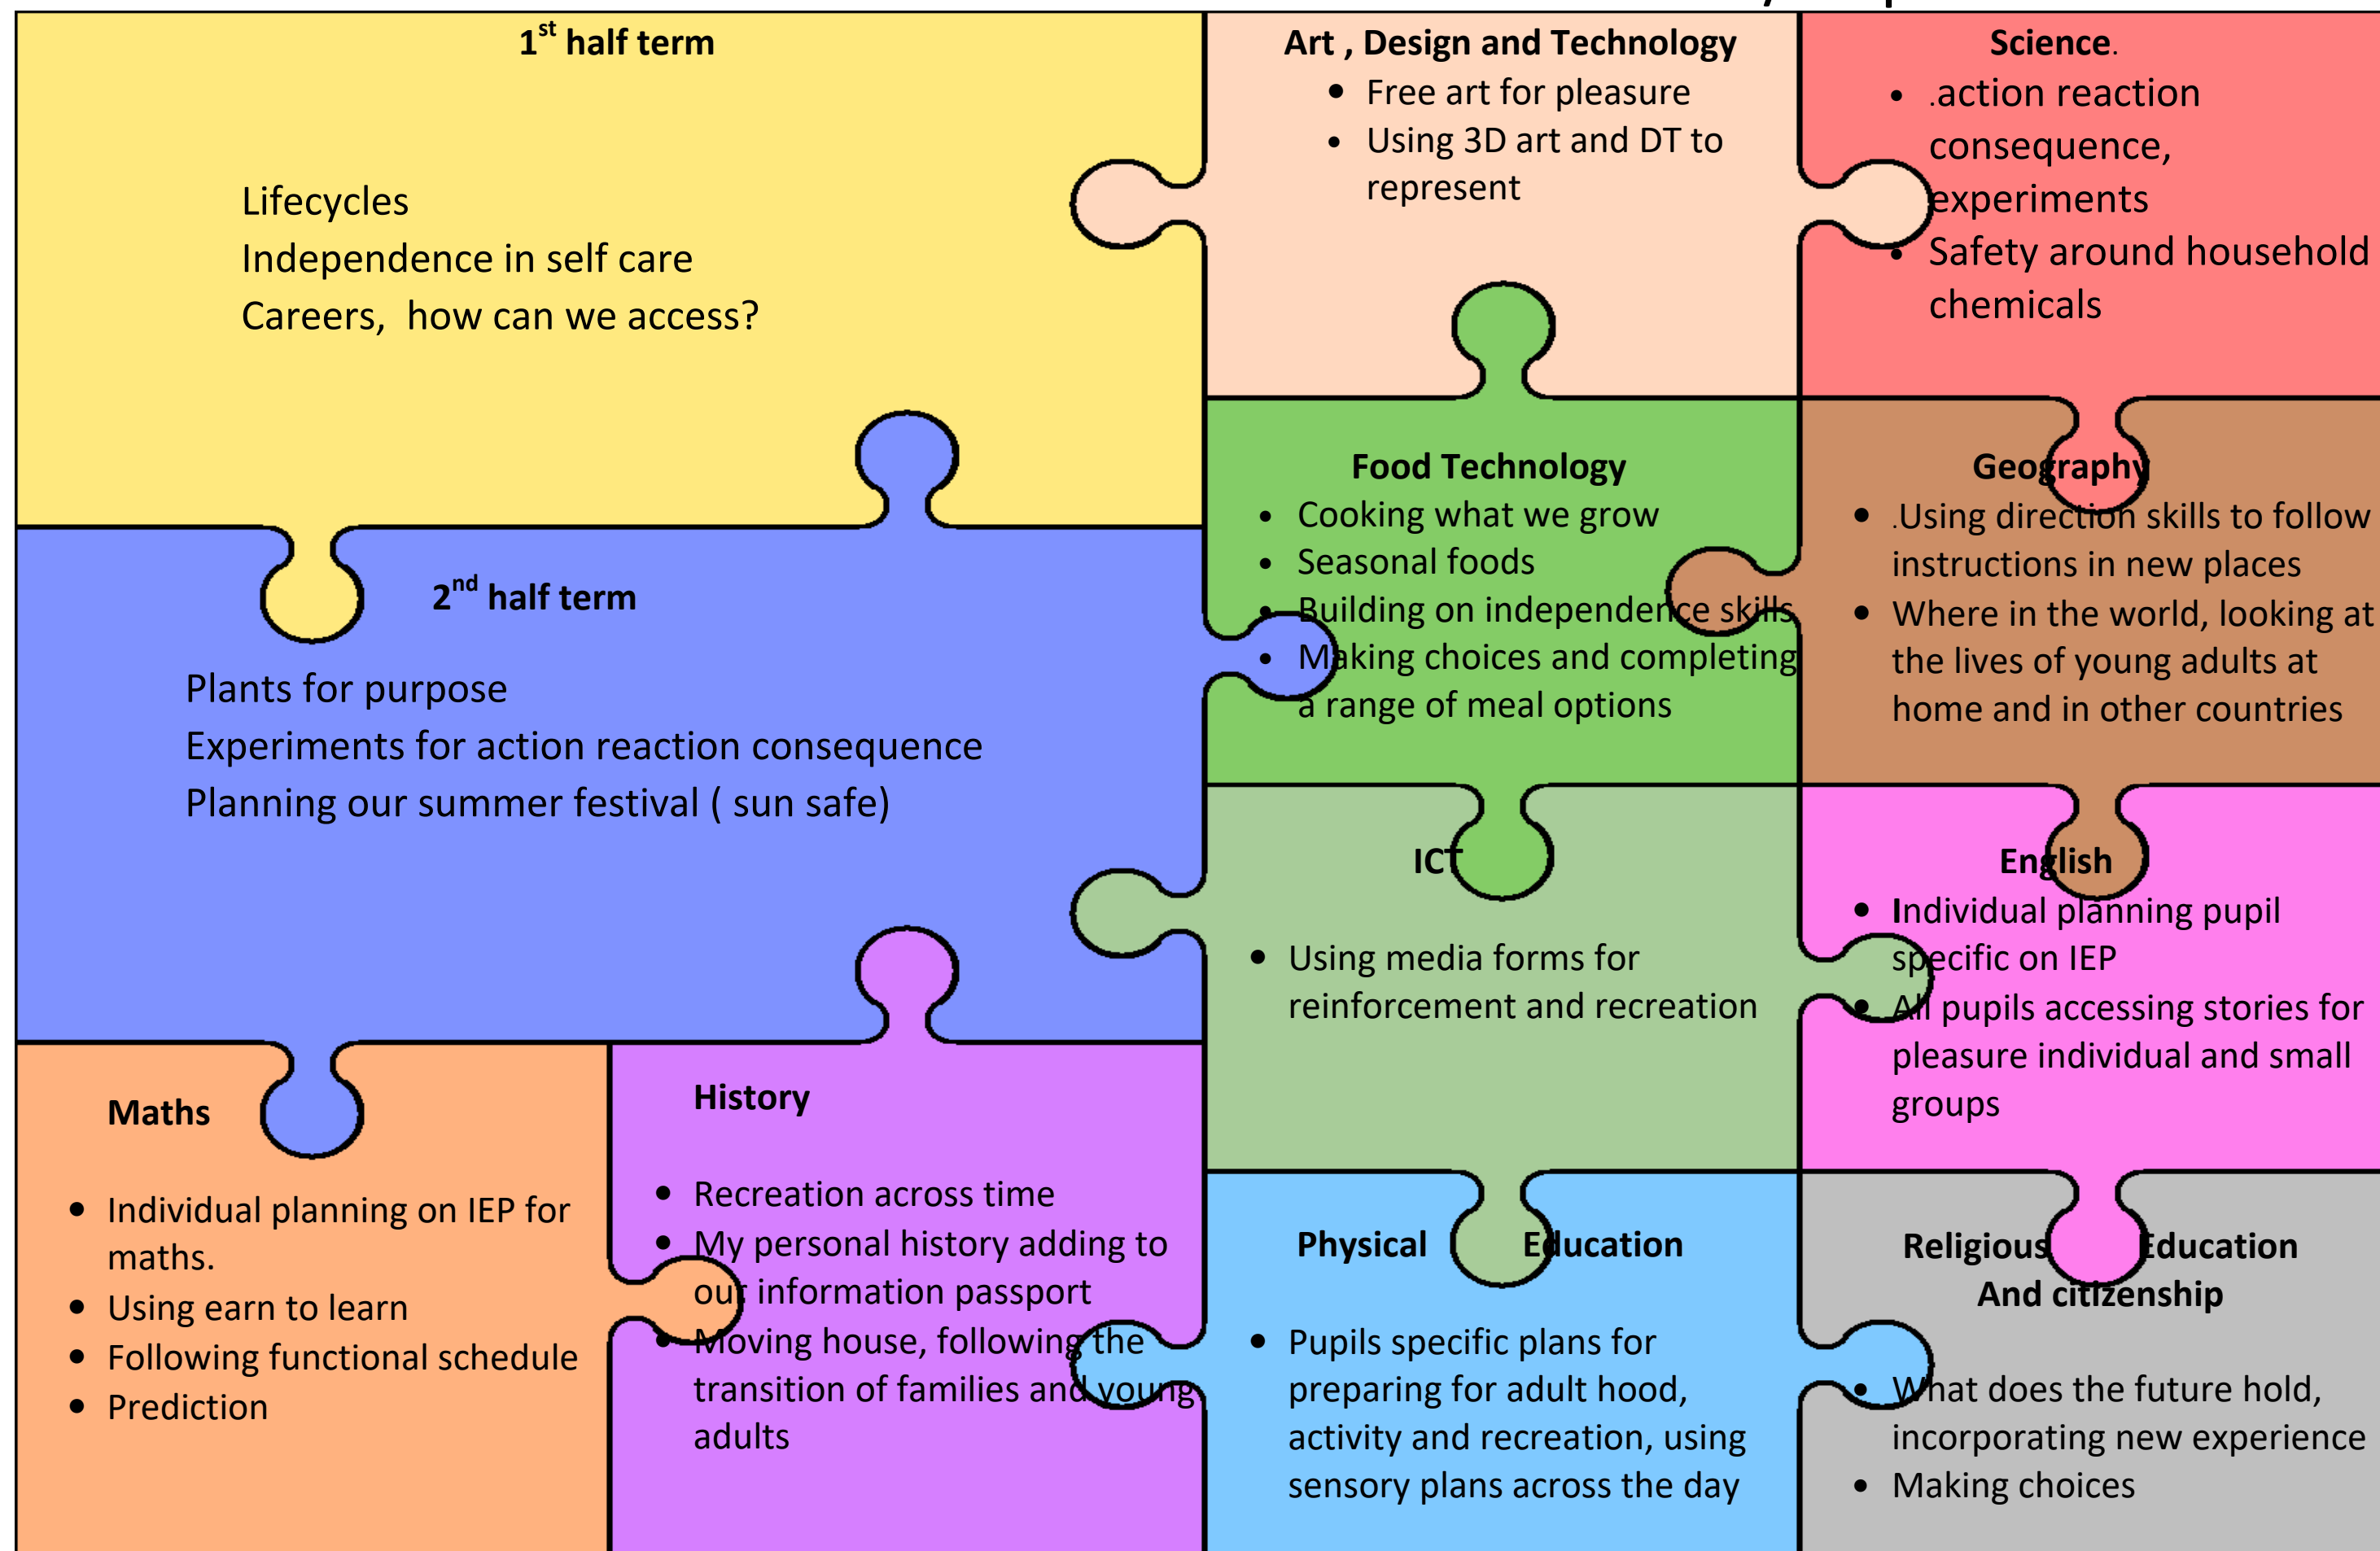 1st half term
Lifecycles
Independence in self care
Careers, how can we access?
Art , Design and Technology
• Free art for pleasure
• Using 3D art and DT to
represent
Science.
• .action reaction
consequence,
experiments
• Safety around household
chemicals
2nd half term
Plants for purpose
Experiments for action reaction consequence
Planning our summer festival ( sun safe)
Food Technology
• Cooking what we grow
• Seasonal foods
• Building on independence skills
• Making choices and completing
a range of meal options
Geography
• .Using direction skills to follow
instructions in new places
• Where in the world, looking at
the lives of young adults at
home and in other countries
ICT
• Using media forms for
reinforcement and recreation
English
• Individual planning pupil
specific on IEP
• All pupils accessing stories for
pleasure individual and small
groups
Maths
• Individual planning on IEP for
maths.
• Using earn to learn
• Following functional schedule
• Prediction
History
• Recreation across time
• My personal history adding to
our information passport
• Moving house, following the
transition of families and young
adults
Physical Education
• Pupils specific plans for
preparing for adult hood,
activity and recreation, using
sensory plans across the day
Religious Education
And citizenship
• What does the future hold,
incorporating new experience
• Making choices